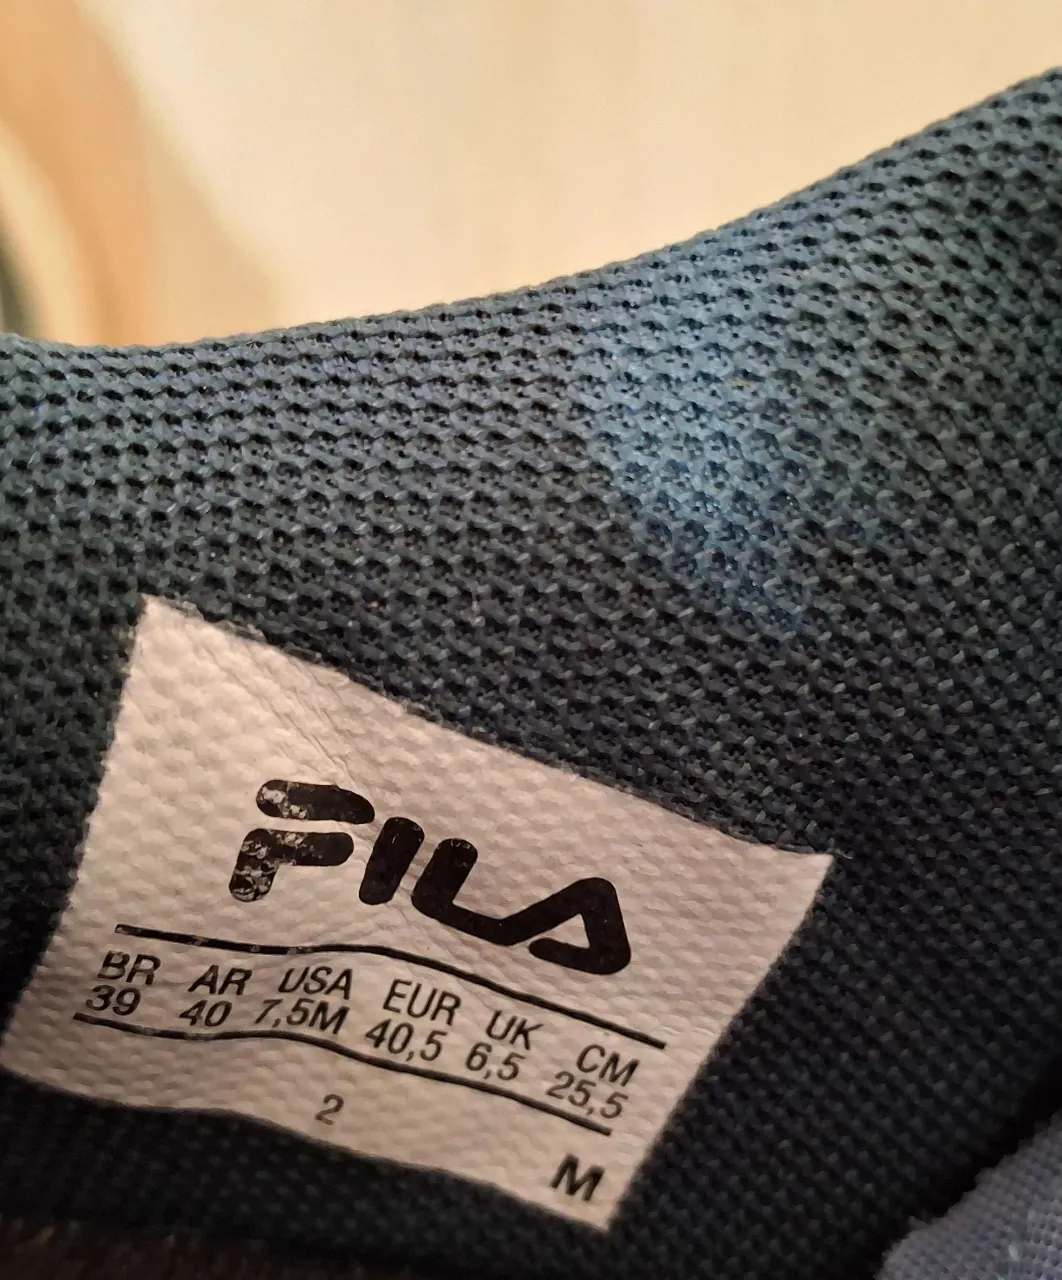 FILA
BR AR USA EUR UK CM
39 40 7,5M 40,5 6,5 25,5
2
M